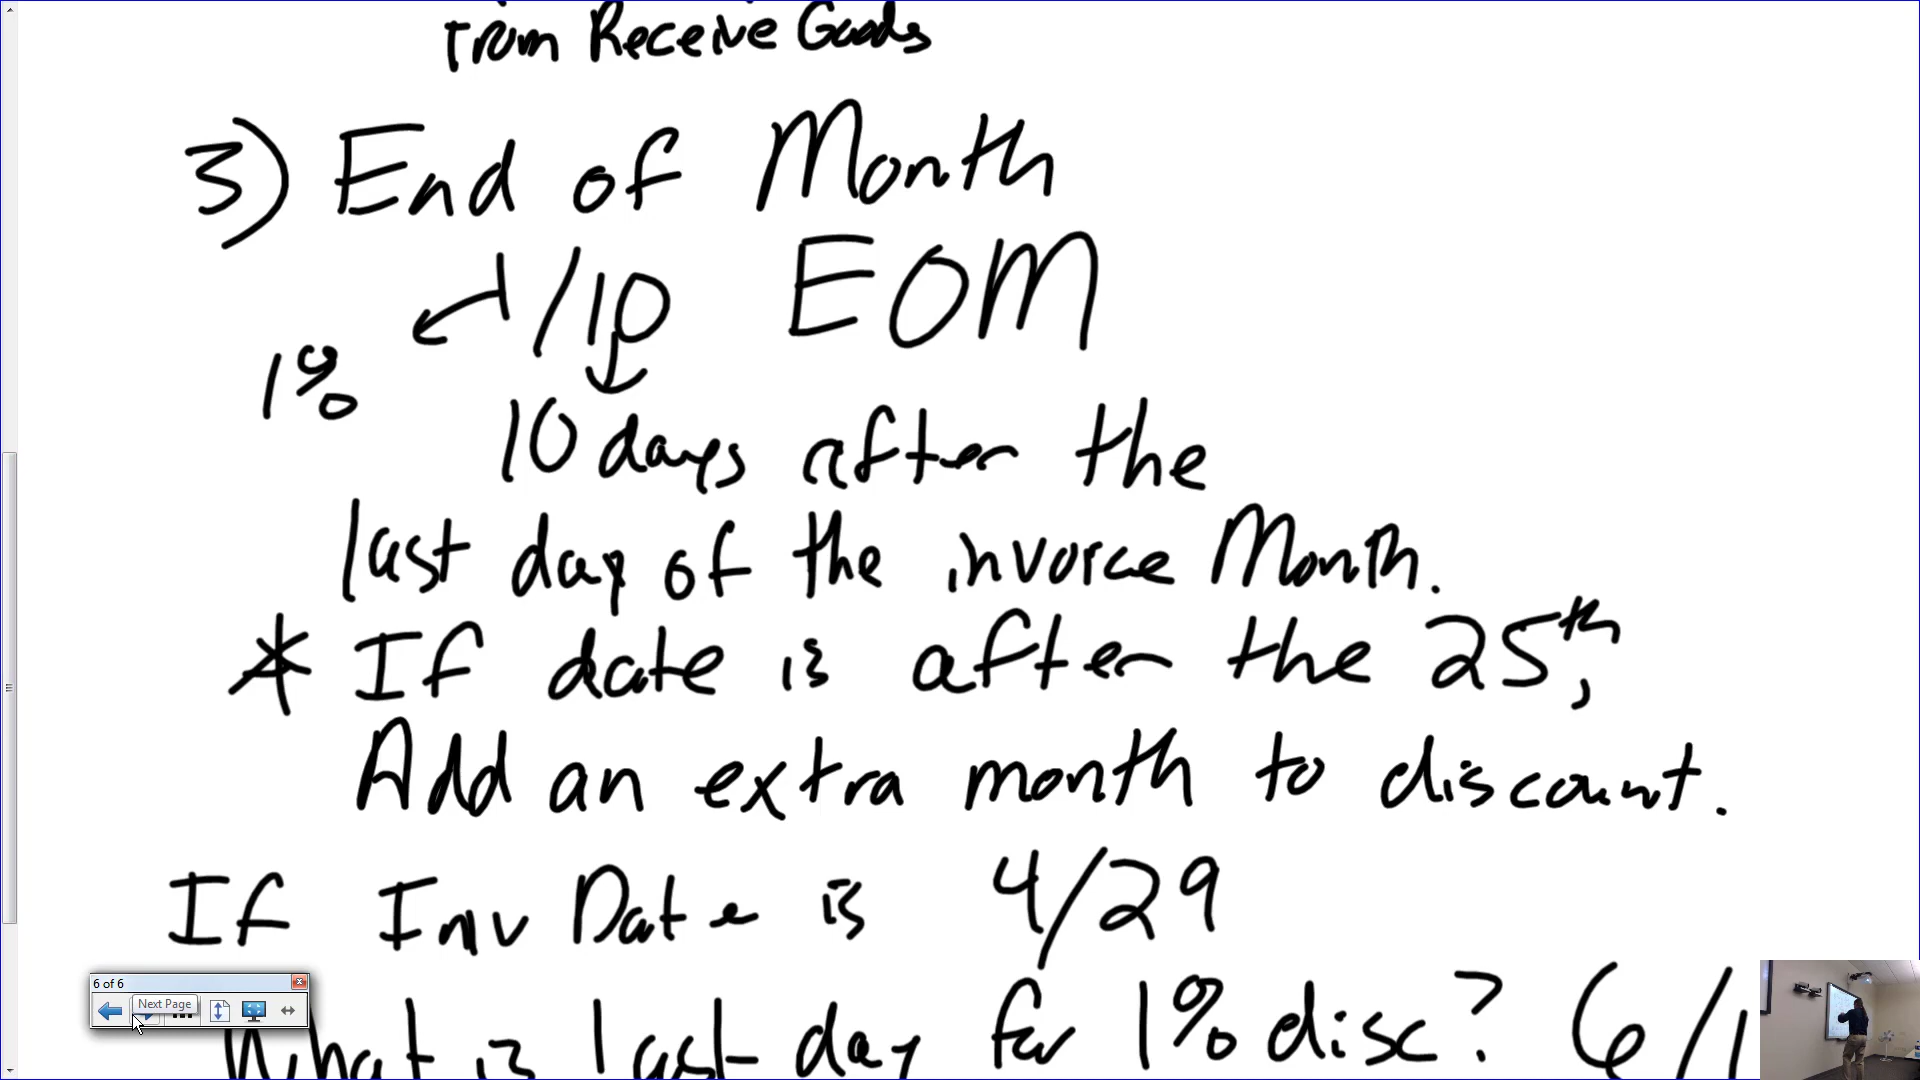 From Receive Goods
3) End of Month
1/10 EOM
1%
10 days after the
last day of the invoice Month.
* If date is after the 25th,
Add an extra month to discount.
If Inv Date is 4/29
6 of 6
Next Page
What is last day for 1% disc? 6/1